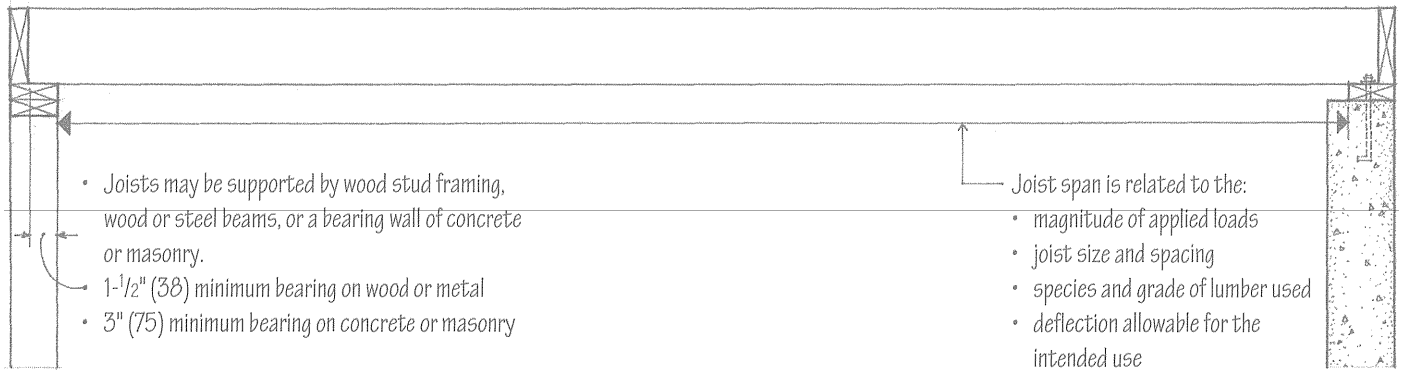 • Joists may be supported by wood stud framing,
wood or steel beams, or a bearing wall of concrete
or masonry.
• 1-1/2" (38) minimum bearing on wood or metal
• 3" (75) minimum bearing on concrete or masonry
Joist span is related to the:
• magnitude of applied loads
• joist size and spacing
• species and grade of lumber used
• deflection allowable for the
intended use